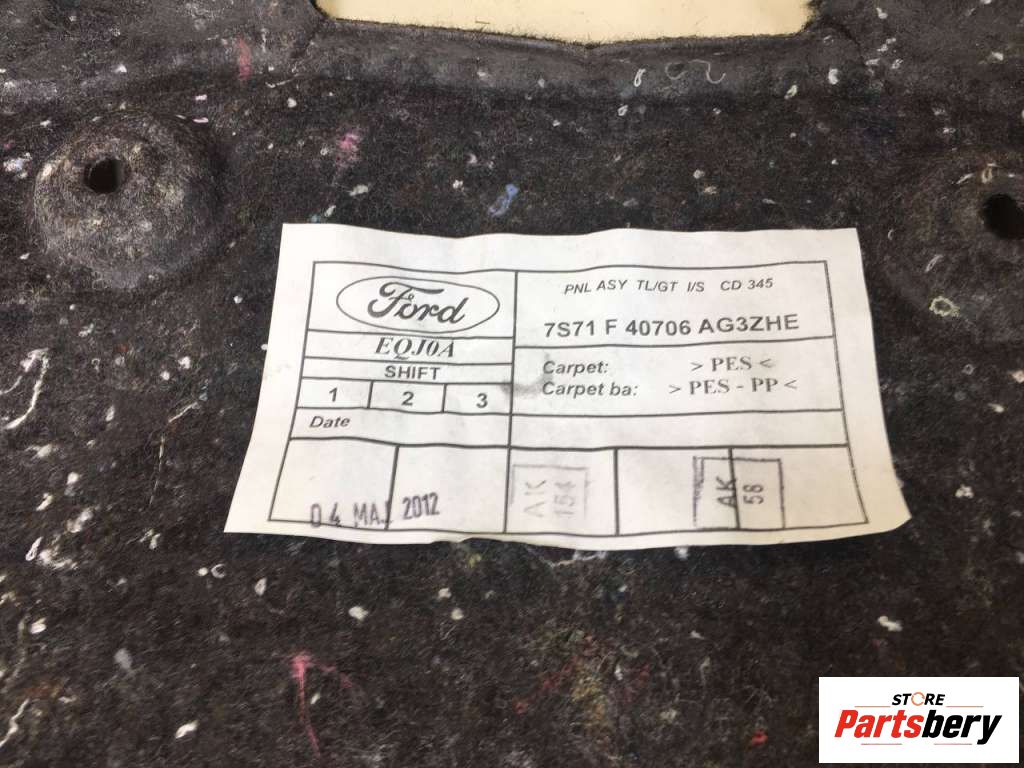 Ford
EQJ0A
SHIFT
1 2 3
Date
PNL ASY TL/GT I/S CD 345
7S71 F 40706 AG3ZHE
Carpet: > PES <
Carpet ba: > PES - PP <
04 MAJ 2012
AK 154
AK 58
STORE
Partsbery